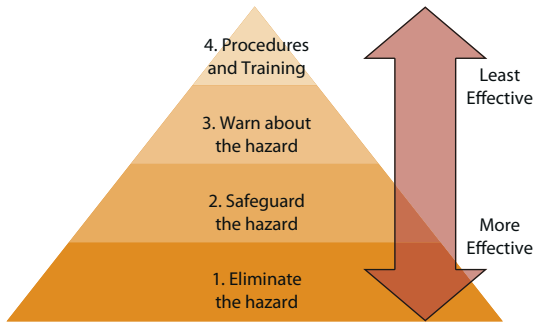 4. Procedures
and Training
Least
Effective
3. Warn about
the hazard
2. Safeguard
the hazard
More
Effective
1. Eliminate
the hazard